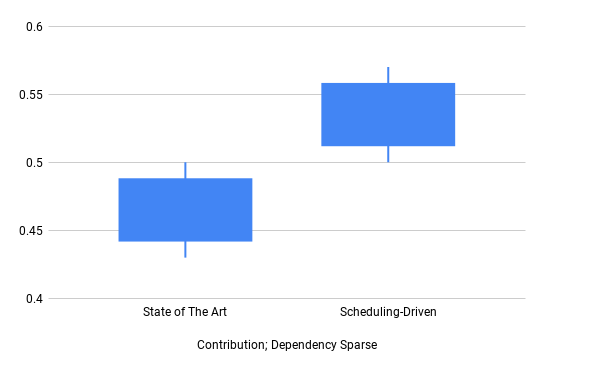 0.6
0.55
0.5
0.45
0.4
State of The Art
Scheduling-Driven
Contribution; Dependency Sparse